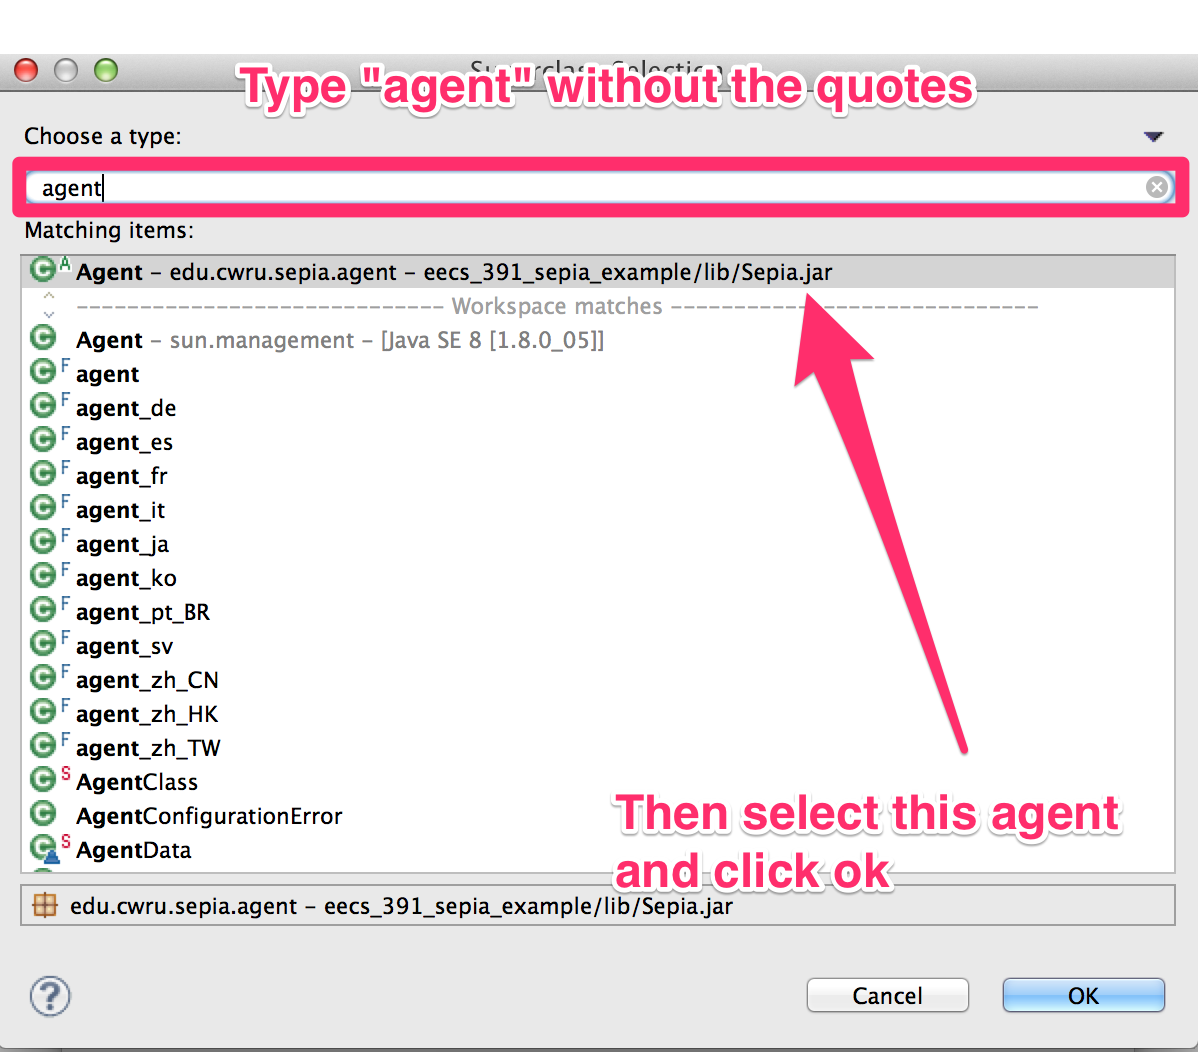 Superclass Selection
Type "agent" without the quotes
Choose a type:
agent
Matching items:
Agent – edu.cwru.sepia.agent – eecs_391_sepia_example/lib/Sepia.jar
Workspace matches
Agent – sun.management – [Java SE 8 [1.8.0_05]]
agent
agent_de
agent_es
agent_fr
agent_it
agent_ja
agent_ko
agent_pt_BR
agent_sv
agent_zh_CN
agent_zh_HK
agent_zh_TW
AgentClass
AgentConfigurationError
AgentData
Then select this agent
and click ok
edu.cwru.sepia.agent – eecs_391_sepia_example/lib/Sepia.jar
Cancel
OK